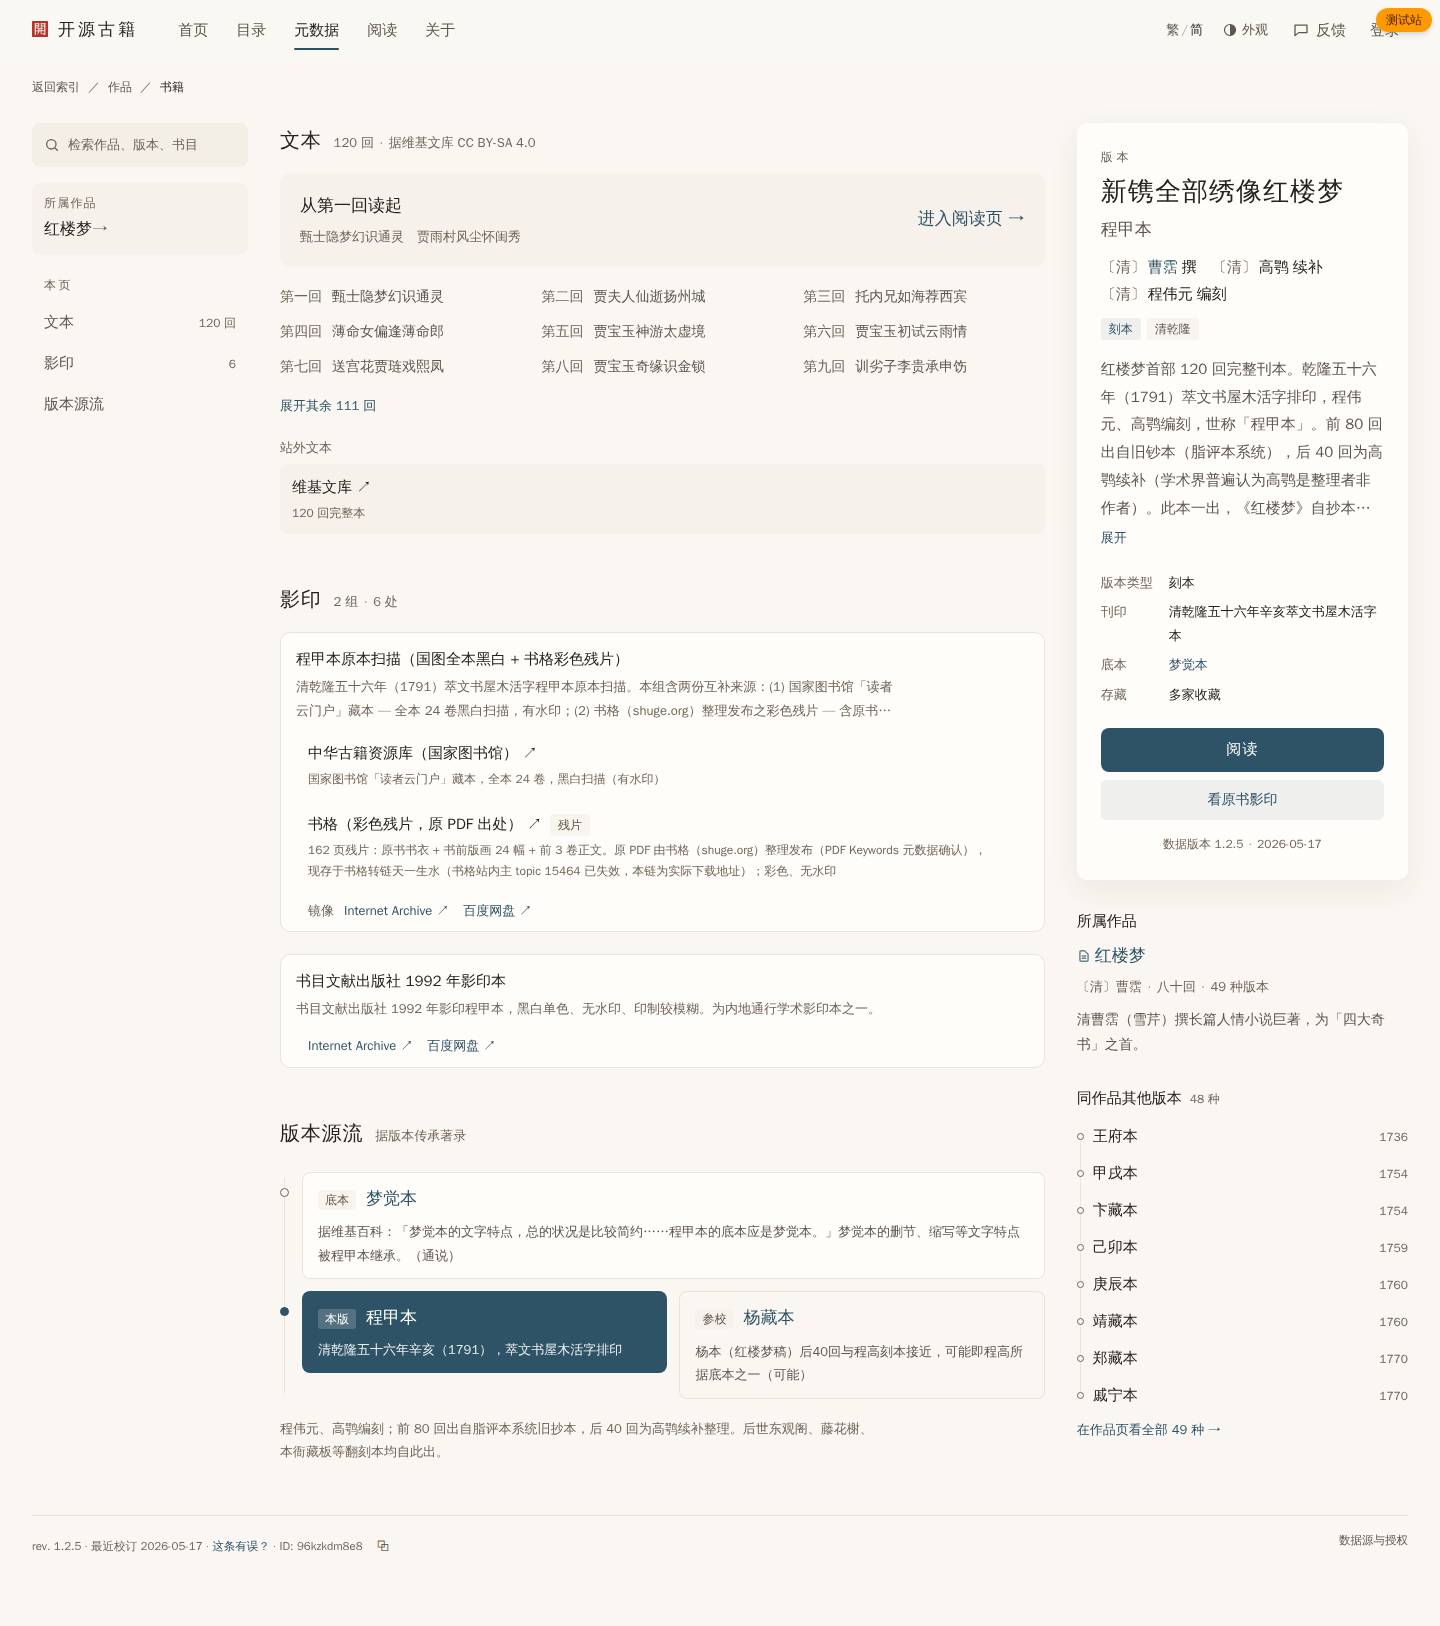 開 开源古籍 首页 目录 元数据 阅读 关于 繁 / 简 外观 反馈 测试站
返回索引 ／ 作品 ／ 书籍
检索作品、版本、书目
所属作品
红楼梦→
本页
文本 120 回
影印 6
版本源流
文本 120 回 · 据维基文库 CC BY-SA 4.0
从第一回读起
甄士隐梦幻识通灵 贾雨村风尘怀闺秀
进入阅读页 →
第一回 甄士隐梦幻识通灵 第二回 贾夫人仙逝扬州城 第三回 托内兄如海荐西宾
第四回 薄命女偏逢薄命郎 第五回 贾宝玉神游太虚境 第六回 贾宝玉初试云雨情
第七回 送宫花贾琏戏熙凤 第八回 贾宝玉奇缘识金锁 第九回 训劣子李贵承申饬
展开其余 111 回
站外文本
维基文库 ↗
120 回完整本
影印 2 组 · 6 处
程甲本原本扫描（国图全本黑白 + 书格彩色残片）
清乾隆五十六年（1791）萃文书屋木活字程甲本原本扫描。本组含两份互补来源：(1) 国家图书馆「读者
云门户」藏本 — 全本 24 卷黑白扫描，有水印；(2) 书格（shuge.org）整理发布之彩色残片 — 含原书…
中华古籍资源库（国家图书馆） ↗
国家图书馆「读者云门户」藏本，全本 24 卷，黑白扫描（有水印）
书格（彩色残片，原 PDF 出处） ↗ 残片
162 页残片：原书书衣 + 书前版画 24 幅 + 前 3 卷正文。原 PDF 由书格（shuge.org）整理发布（PDF Keywords 元数据确认），
现存于书格转链天一生水（书格站内主 topic 15464 已失效，本链为实际下载地址）；彩色、无水印
镜像 Internet Archive ↗ 百度网盘 ↗
书目文献出版社 1992 年影印本
书目文献出版社 1992 年影印程甲本，黑白单色、无水印、印制较模糊。为内地通行学术影印本之一。
Internet Archive ↗ 百度网盘 ↗
版本源流 据版本传承著录
底本 梦觉本
据维基百科：「梦觉本的文字特点，总的状况是比较简约……程甲本的底本应是梦觉本。」梦觉本的删节、缩写等文字特点
被程甲本继承。（通说）
本版 程甲本
清乾隆五十六年辛亥（1791），萃文书屋木活字排印
参校 杨藏本
杨本（红楼梦稿）后40回与程高刻本接近，可能即程高所
据底本之一（可能）
程伟元、高鹗编刻；前 80 回出自脂评本系统旧抄本，后 40 回为高鹗续补整理。后世东观阁、藤花榭、
本衙藏板等翻刻本均自此出。
版本
新镌全部绣像红楼梦
程甲本
〔清〕曹霑 撰 〔清〕高鹗 续补
〔清〕程伟元 编刻
刻本 清乾隆
红楼梦首部 120 回完整刊本。乾隆五十六
年（1791）萃文书屋木活字排印，程伟
元、高鹗编刻，世称「程甲本」。前 80 回
出自旧钞本（脂评本系统），后 40 回为高
鹗续补（学术界普遍认为高鹗是整理者非
作者）。此本一出，《红楼梦》自抄本…
展开
版本类型 刻本
刊印 清乾隆五十六年辛亥萃文书屋木活字
本
底本 梦觉本
存藏 多家收藏
阅读
看原书影印
数据版本 1.2.5 · 2026-05-17
所属作品
红楼梦
〔清〕曹霑 · 八十回 · 49 种版本
清曹霑（雪芹）撰长篇人情小说巨著，为「四大奇
书」之首。
同作品其他版本 48 种
王府本 1736
甲戌本 1754
卞藏本 1754
己卯本 1759
庚辰本 1760
靖藏本 1760
郑藏本 1770
戚宁本 1770
在作品页看全部 49 种 →
rev. 1.2.5 · 最近校订 2026-05-17 · 这条有误？ · ID: 96kzkdm8e8
数据源与授权